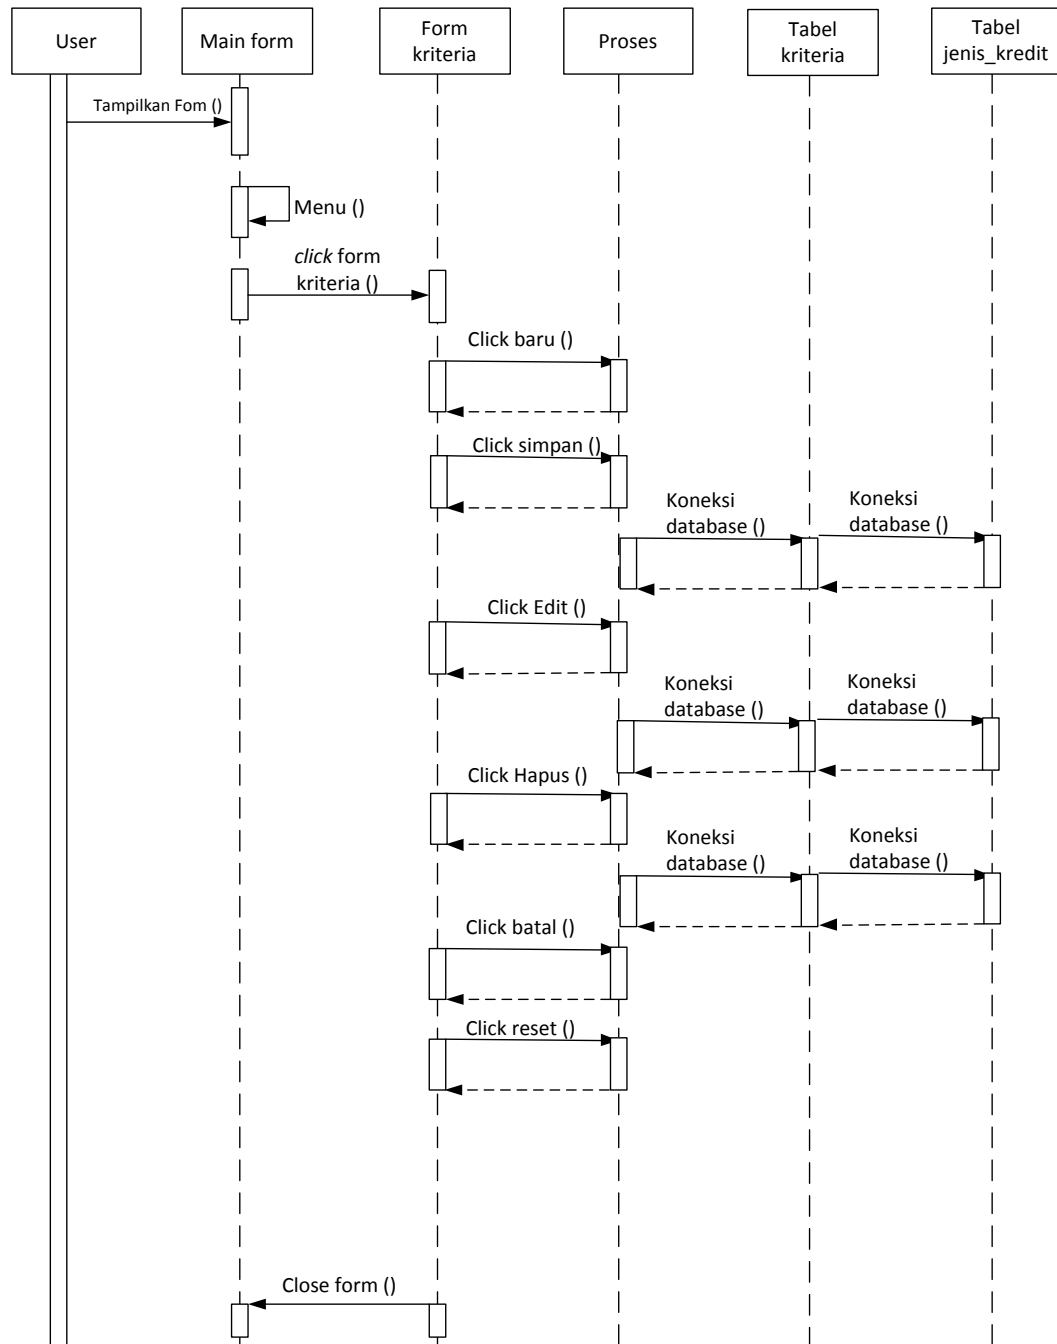 User
Main form
Form
kriteria
Proses
Tabel
kriteria
Tabel
jenis_kredit
Tampilkan Fom ()
Menu ()
click form
kriteria ()
Click baru ()
Click simpan ()
Koneksi
database ()
Koneksi
database ()
Click Edit ()
Koneksi
database ()
Koneksi
database ()
Click Hapus ()
Koneksi
database ()
Koneksi
database ()
Click batal ()
Click reset ()
Close form ()